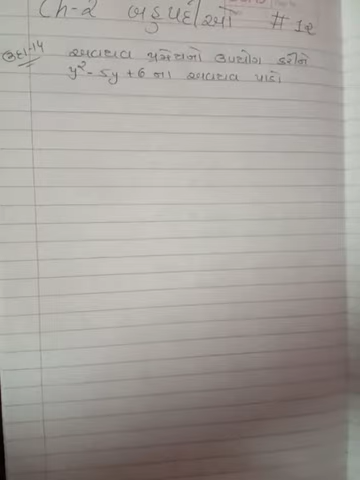 Ch-2 બહુપદીઓ # 12
ઉદા-14 અવયવ પ્રમેયનો ઉપયોગ કરીને
y² - 5y + 6 ના અવયવ પાડો.